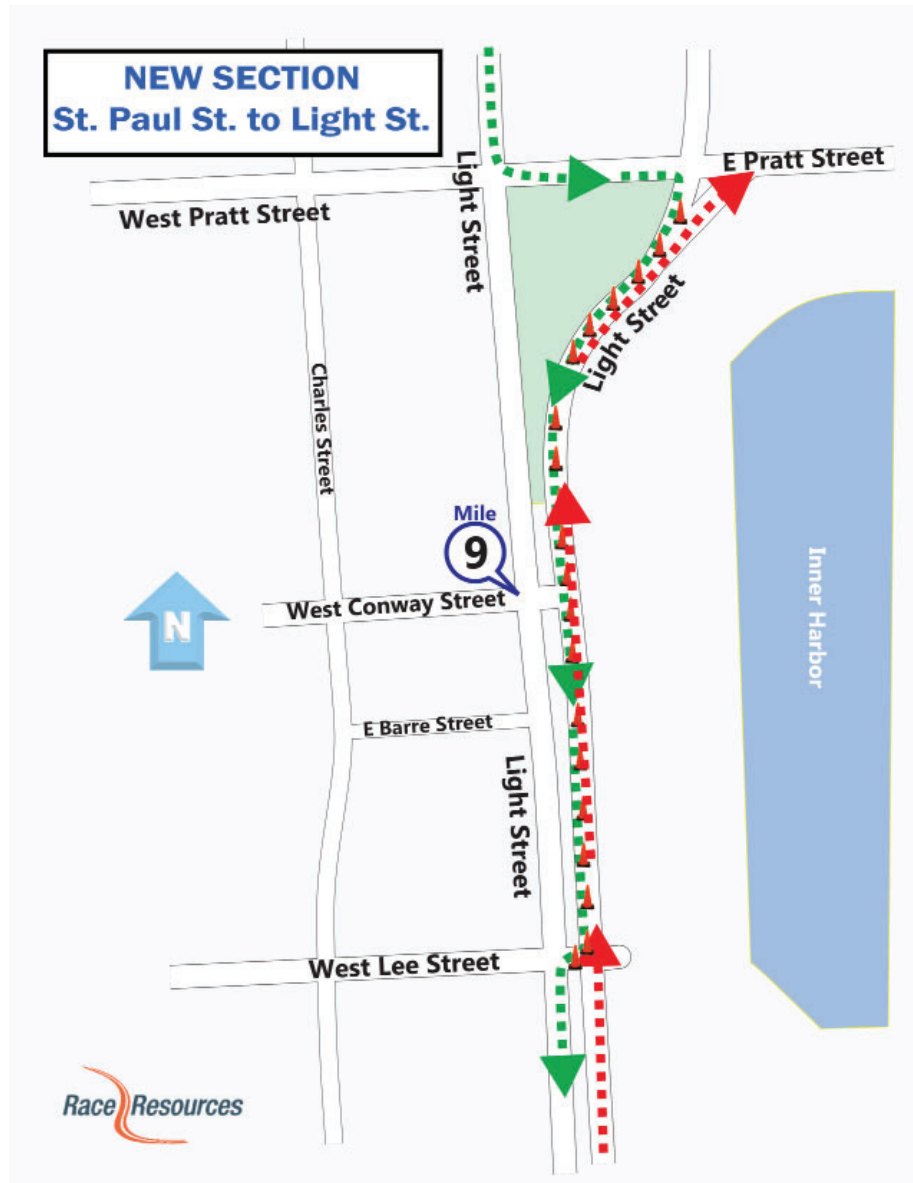 NEW SECTION
St. Paul St. to Light St.
E Pratt Street
West Pratt Street
Light Street
Light Street
Charles Street
Mile
9
West Conway Street
Inner Harbor
N
E Barre Street
Light Street
West Lee Street
Race Resources